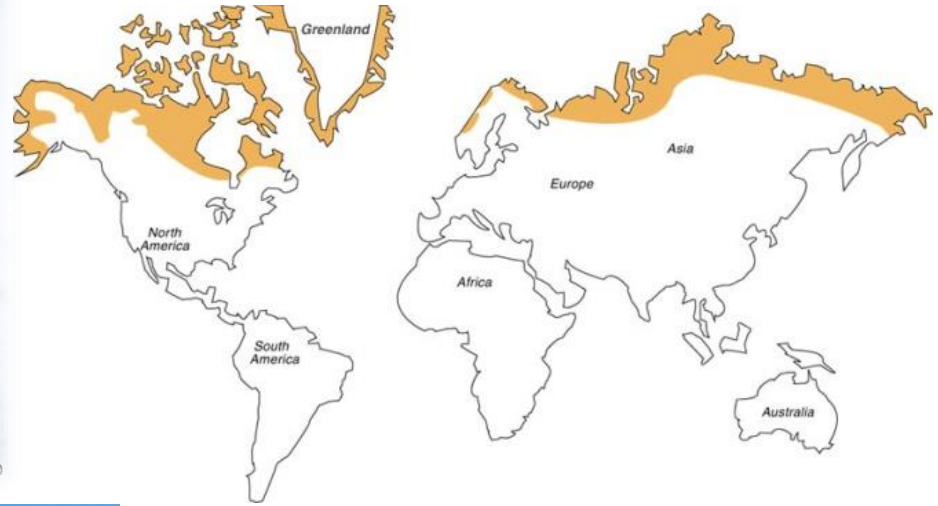 Greenland
Asia
Europe
North
America
Africa
South
America
Australia